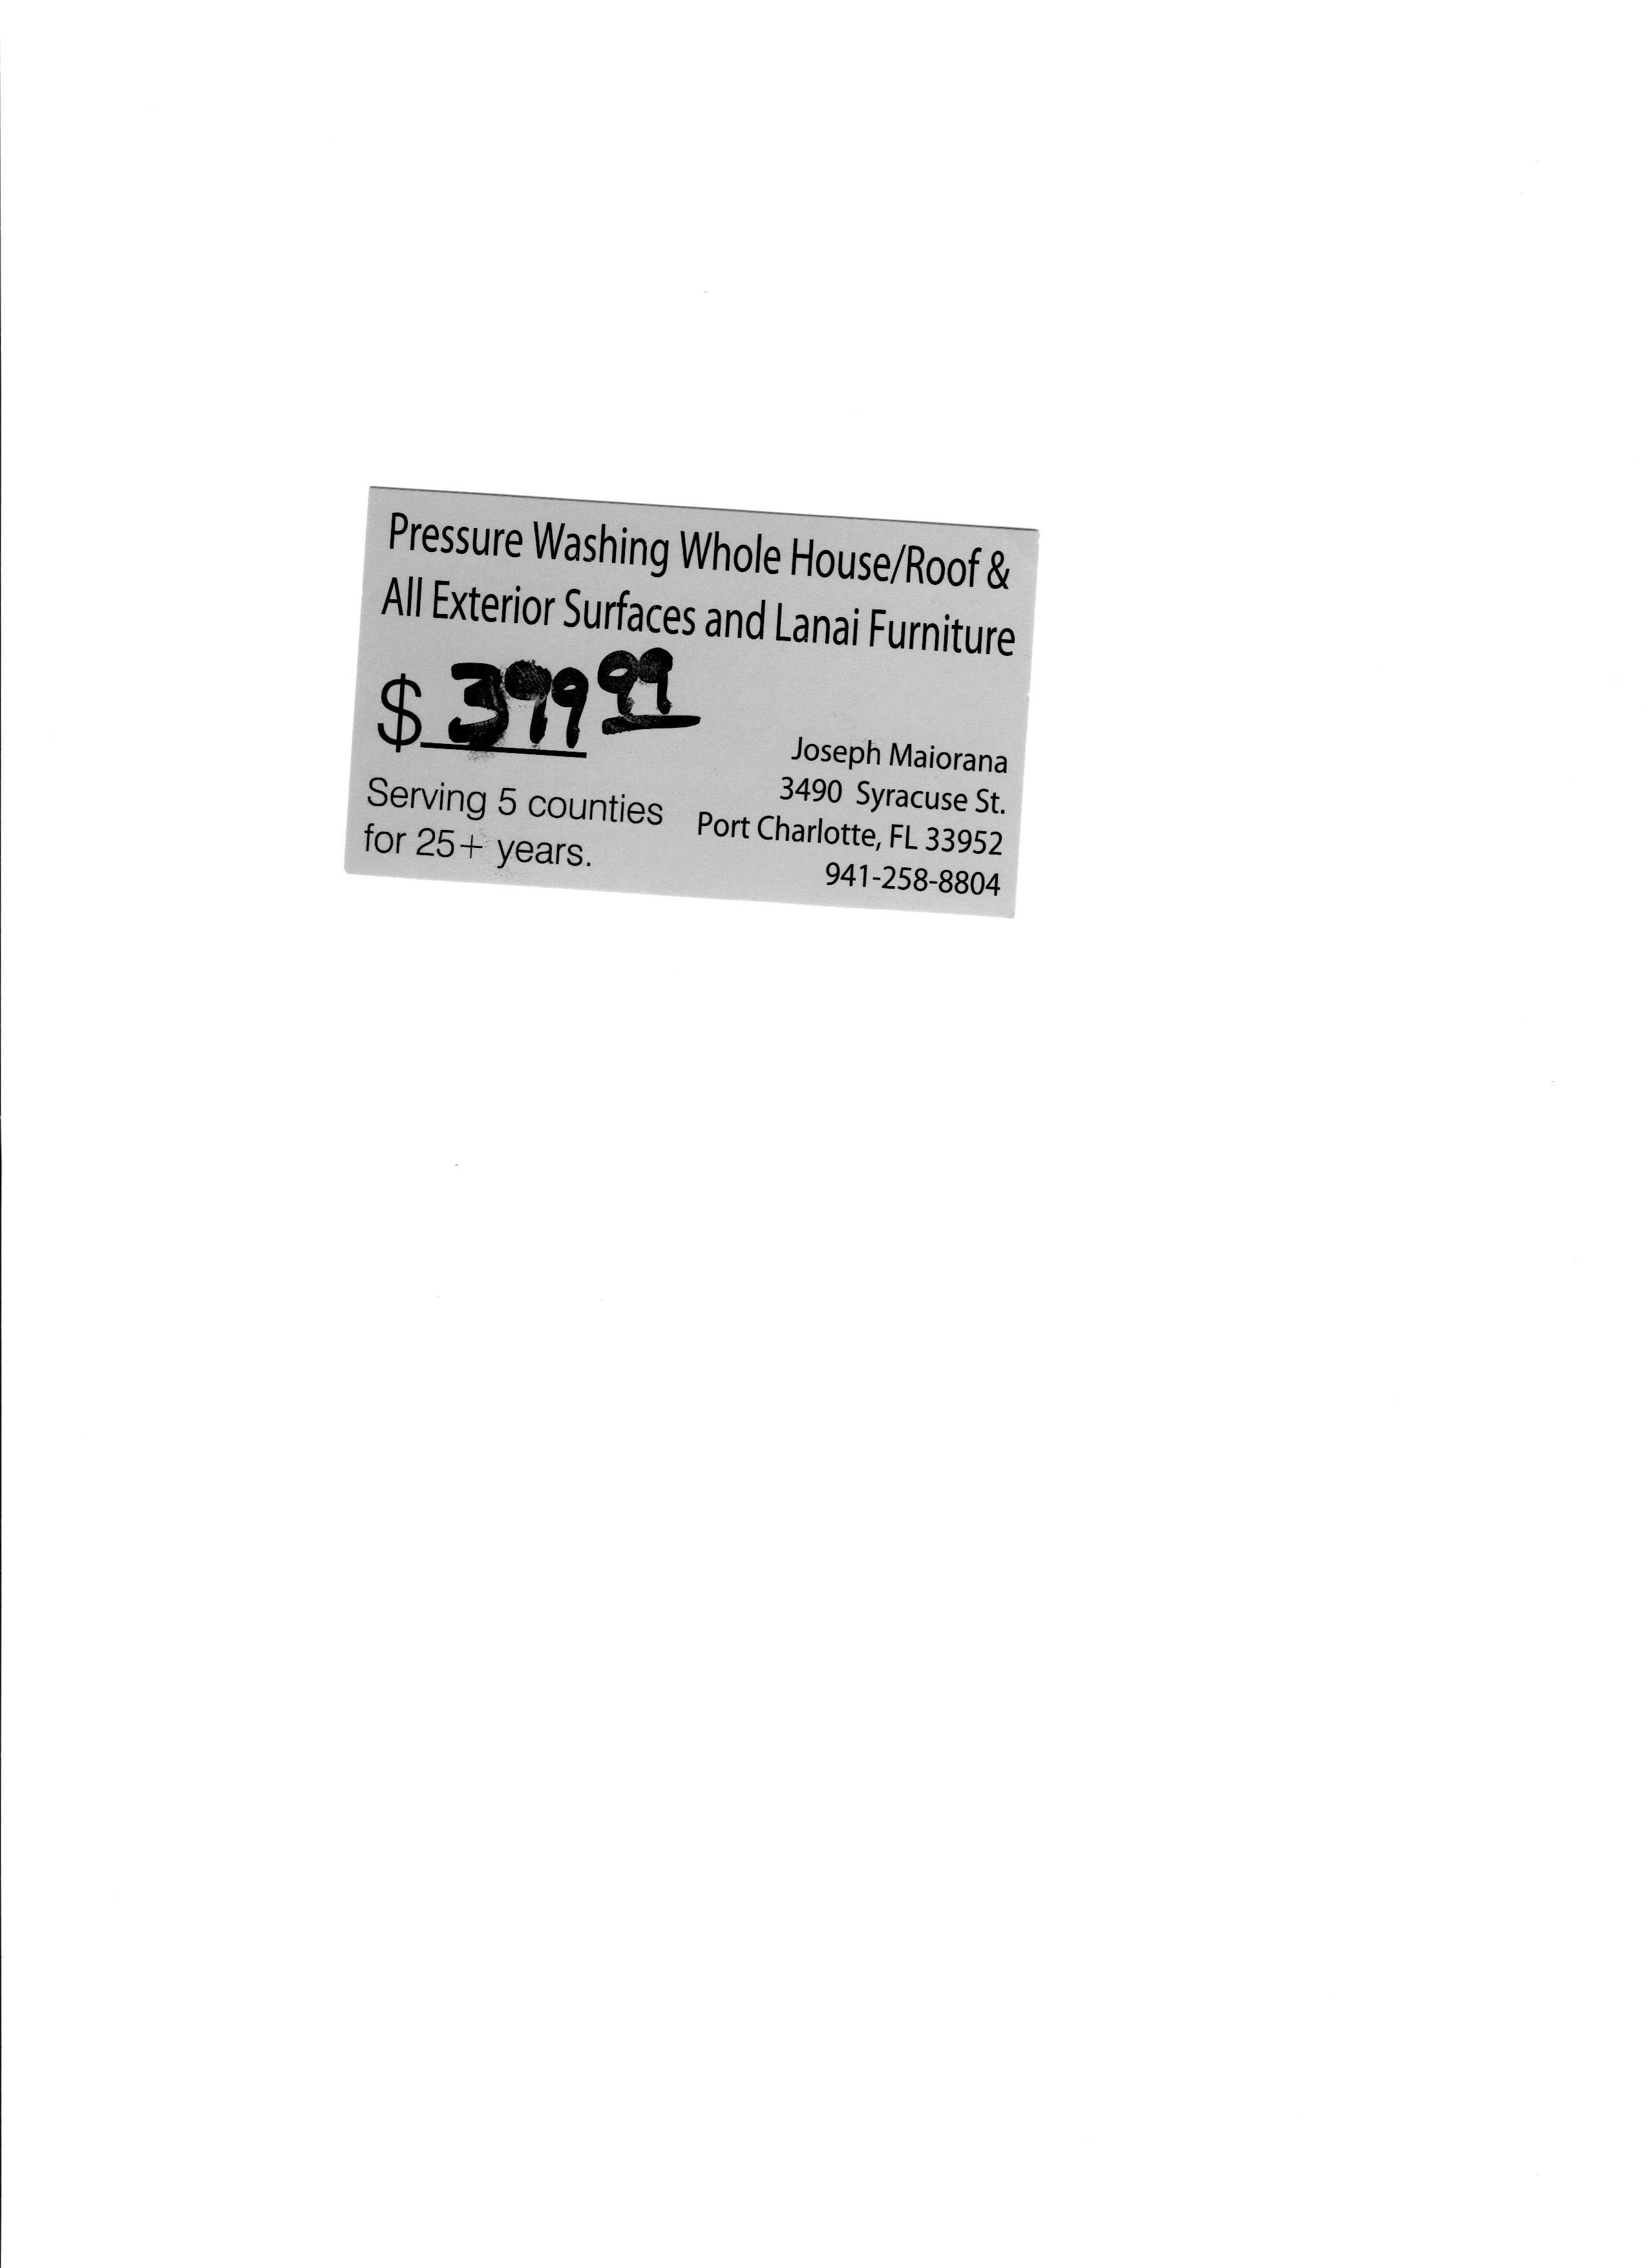 Pressure Washing Whole House/Roof &
All Exterior Surfaces and Lanai Furniture
$ 399 99
Serving 5 counties
for 25+ years.
Joseph Maiorana
3490 Syracuse St.
Port Charlotte, FL 33952
941-258-8804